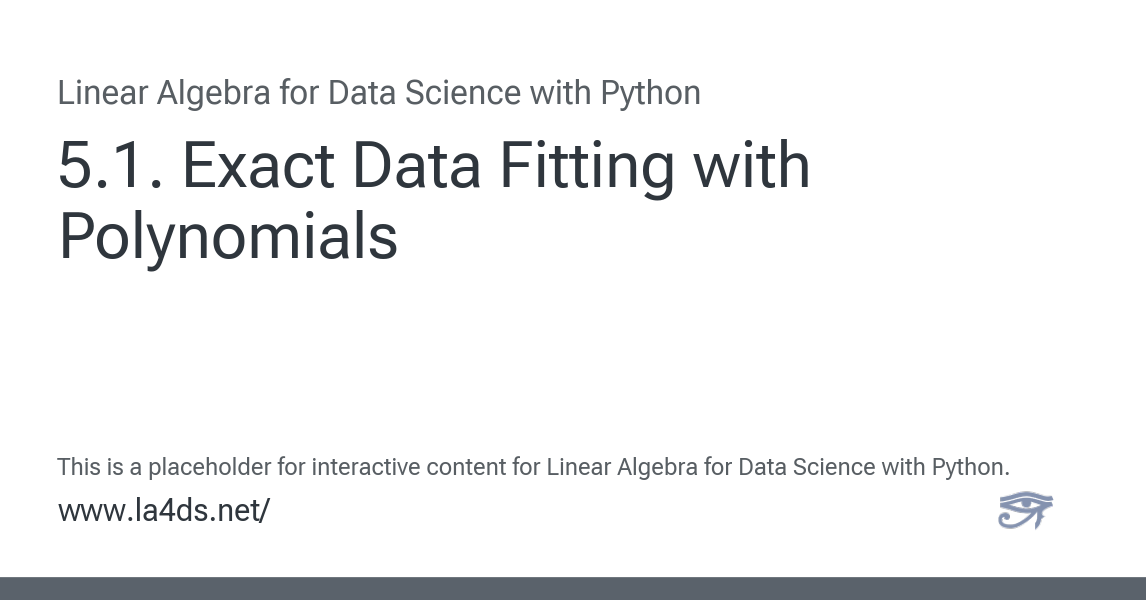 Linear Algebra for Data Science with Python
5.1. Exact Data Fitting with
Polynomials
This is a placeholder for interactive content for Linear Algebra for Data Science with Python.
www.la4ds.net/